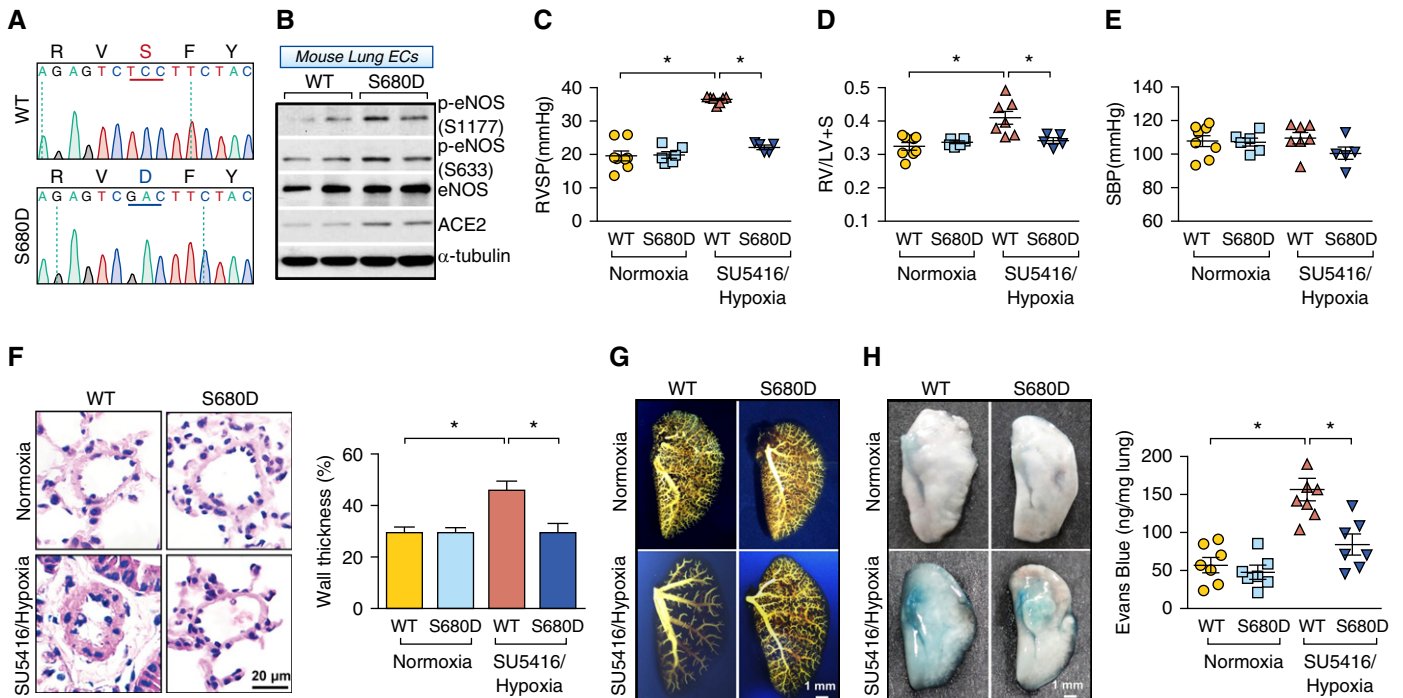 A
R V S F Y
A G A G T C T C C T T C T A C
WT
R V D F Y
A G A G T C G A C T T C T A C
S680D
B
Mouse Lung ECs
WT S680D
p-eNOS
(S1177)
p-eNOS
(S633)
eNOS
ACE2
α-tubulin
C
* *
RVSP(mmHg)
40
30
20
10
0
WT S680D WT S680D
Normoxia SU5416/
Hypoxia
D
* *
RV/LV+S
0.5
0.4
0.3
0.2
0.1
WT S680D WT S680D
Normoxia SU5416/
Hypoxia
E
SBP(mmHg)
140
120
100
80
60
WT S680D WT S680D
Normoxia SU5416/
Hypoxia
F
WT S680D
Normoxia
SU5416/Hypoxia
20 µm
* *
Wall thickness (%)
60
40
20
0
WT S680D WT S680D
Normoxia SU5416/
Hypoxia
G
WT S680D
Normoxia
SU5416/Hypoxia
1 mm
H
WT S680D
Normoxia
SU5416/Hypoxia
1 mm
* *
Evans Blue (ng/mg lung)
200
150
100
50
0
WT S680D WT S680D
Normoxia SU5416/
Hypoxia